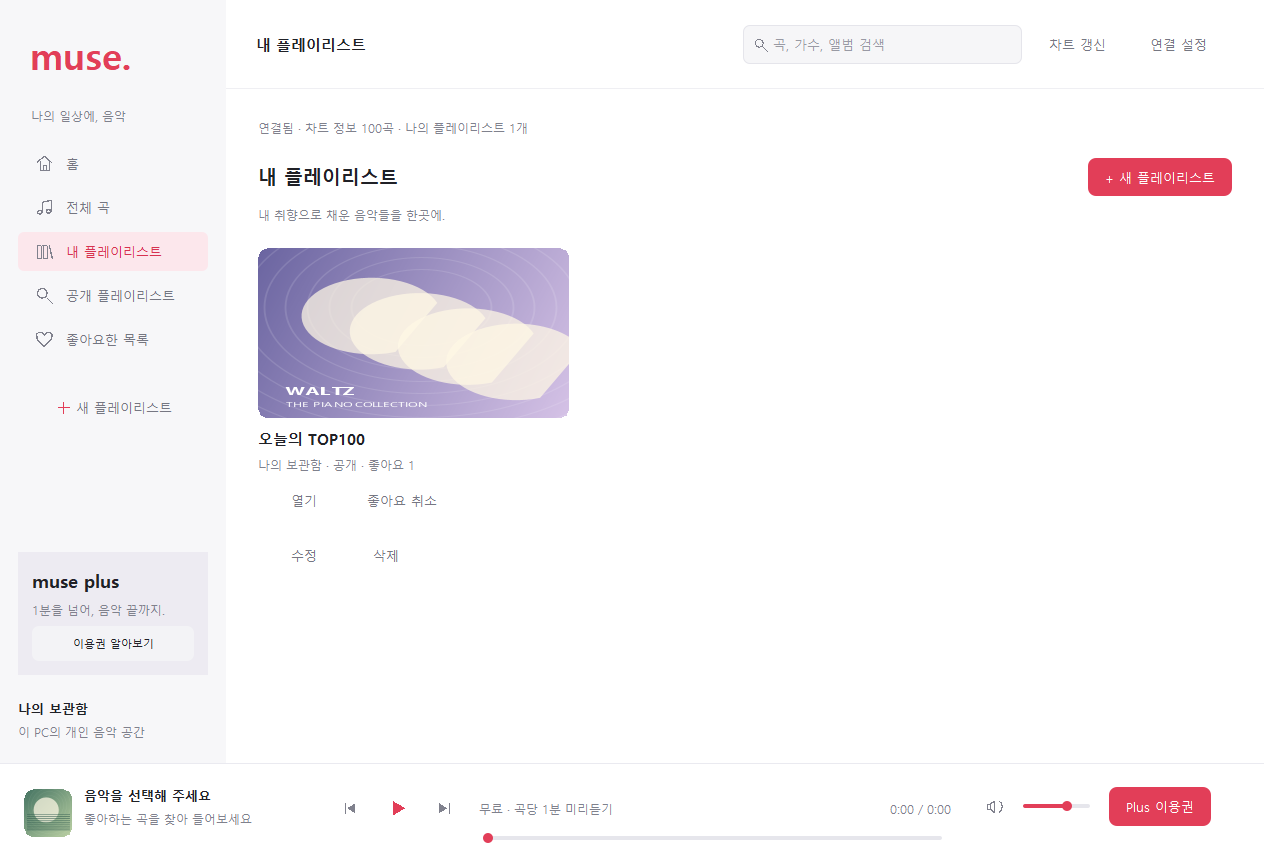 muse.
나의 일상에, 음악
홈
전체 곡
내 플레이리스트
공개 플레이리스트
좋아요한 목록
+ 새 플레이리스트
muse plus
1분을 넘어, 음악 끝까지.
이용권 알아보기
나의 보관함
이 PC의 개인 음악 공간
내 플레이리스트
곡, 가수, 앨범 검색
차트 갱신
연결 설정
연결됨 · 차트 정보 100곡 · 나의 플레이리스트 1개
내 플레이리스트
+ 새 플레이리스트
내 취향으로 채운 음악들을 한곳에.
WALTZ
THE PIANO COLLECTION
오늘의 TOP100
나의 보관함 · 공개 · 좋아요 1
열기 좋아요 취소
수정 삭제
음악을 선택해 주세요
좋아하는 곡을 찾아 들어보세요
무료 · 곡당 1분 미리듣기
0:00 / 0:00
Plus 이용권